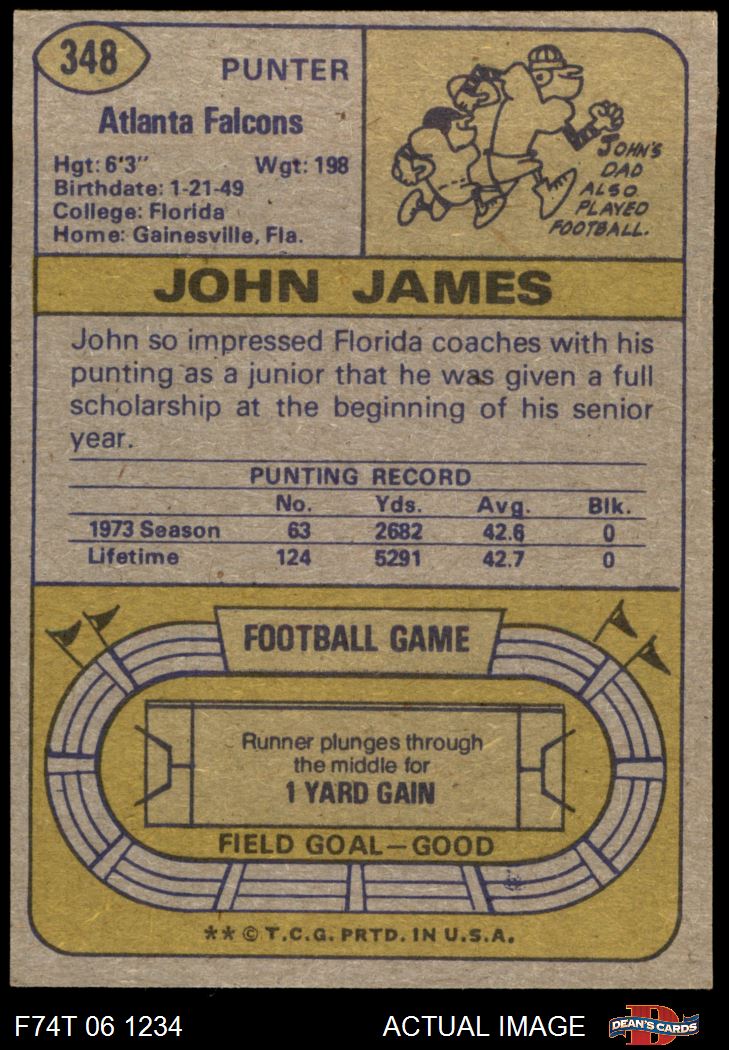 348
PUNTER
Atlanta Falcons
Hgt: 6'3" Wgt: 198
Birthdate: 1-21-49
College: Florida
Home: Gainesville, Fla.
JOHN'S
DAD
ALSO
PLAYED
FOOTBALL.
JOHN JAMES
John so impressed Florida coaches with his
punting as a junior that he was given a full
scholarship at the beginning of his senior
year.
PUNTING RECORD
No. Yds. Avg. Blk.
1973 Season 63 2682 42.6 0
Lifetime 124 5291 42.7 0
FOOTBALL GAME
Runner plunges through
the middle for
1 YARD GAIN
FIELD GOAL—GOOD
** © T.C.G. PRTD. IN U.S.A.
F74T 06 1234 ACTUAL IMAGE
D
DEAN'S CARDS